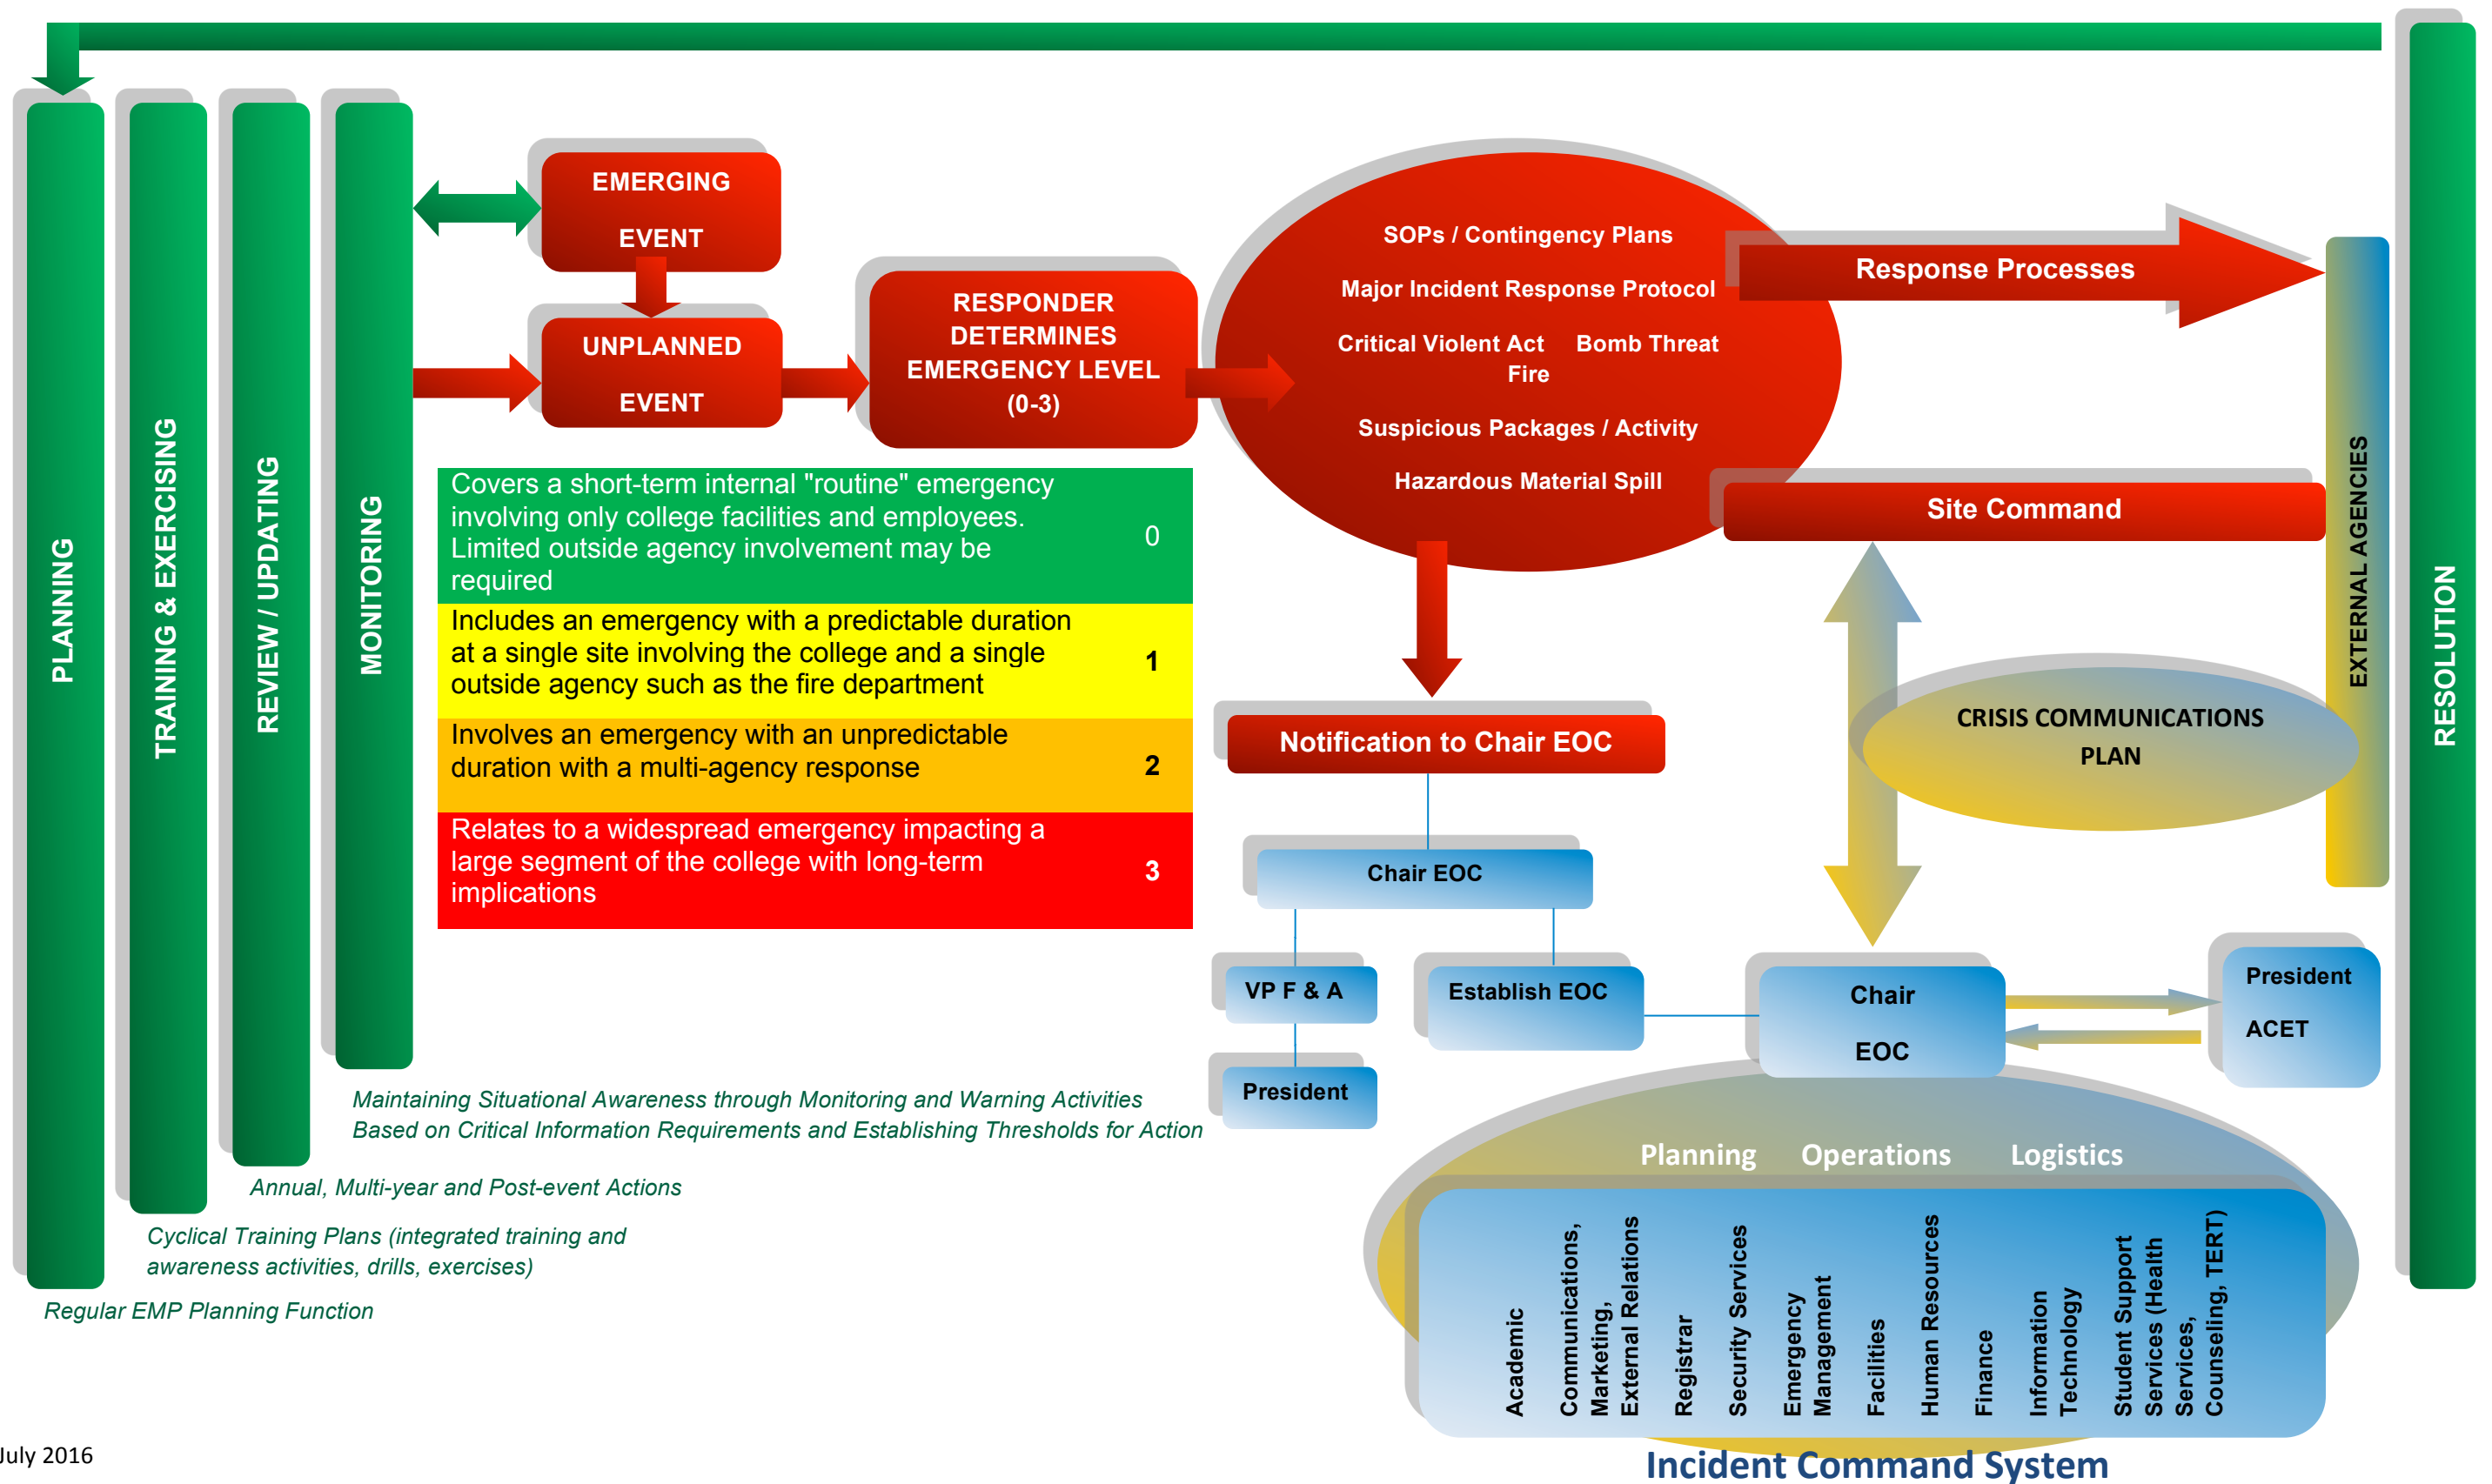 PLANNING
TRAINING & EXERCISING
REVIEW / UPDATING
MONITORING
EMERGING
EVENT
UNPLANNED
EVENT
RESPONDER
DETERMINES
EMERGENCY LEVEL
(0-3)
SOPs / Contingency Plans
Major Incident Response Protocol
Critical Violent Act Bomb Threat
Fire
Suspicious Packages / Activity
Hazardous Material Spill
Response Processes
Site Command
EXTERNAL AGENCIES
RESOLUTION
Covers a short-term internal "routine" emergency
involving only college facilities and employees.
Limited outside agency involvement may be
required
0
Includes an emergency with a predictable duration
at a single site involving the college and a single
outside agency such as the fire department
1
Involves an emergency with an unpredictable
duration with a multi-agency response
2
Relates to a widespread emergency impacting a
large segment of the college with long-term
implications
3
Notification to Chair EOC
CRISIS COMMUNICATIONS
PLAN
Chair EOC
VP F & A
Establish EOC
President
Chair
EOC
President
ACET
Maintaining Situational Awareness through Monitoring and Warning Activities
Based on Critical Information Requirements and Establishing Thresholds for Action
Annual, Multi-year and Post-event Actions
Cyclical Training Plans (integrated training and
awareness activities, drills, exercises)
Regular EMP Planning Function
Planning Operations Logistics
Academic
Communications,
Marketing,
External Relations
Registrar
Security Services
Emergency
Management
Facilities
Human Resources
Finance
Information
Technology
Student Support
Services (Health
Services,
Counseling, TERT)
Incident Command System
July 2016